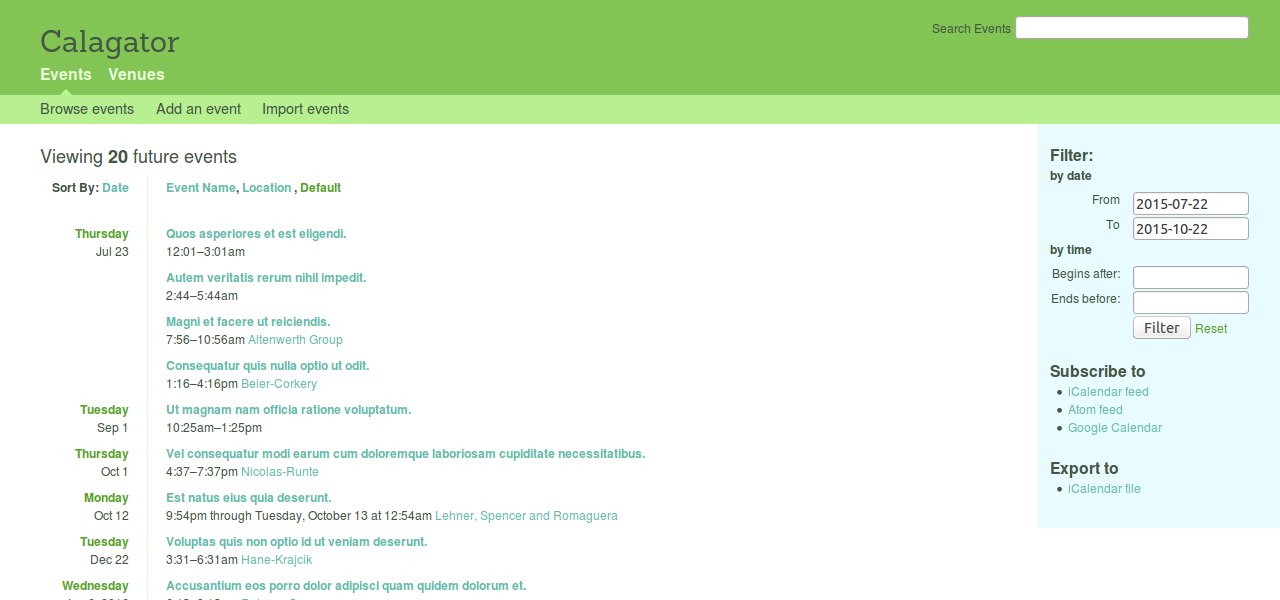 Calagator
Search Events
Events Venues
Browse events Add an event Import events
Viewing 20 future events
Sort By: Date Event Name, Location , Default
Thursday Quos asperiores et est eligendi.
Jul 23 12:01–3:01am
Autem veritatis rerum nihil impedit.
2:44–5:44am
Magni et facere ut reiciendis.
7:56–10:56am Altenwerth Group
Consequatur quis nulla optio ut odit.
1:16–4:16pm Beier-Corkery
Tuesday Ut magnam nam officia ratione voluptatum.
Sep 1 10:25am–1:25pm
Thursday Vel consequatur modi earum cum doloremque laboriosam cupiditate necessitatibus.
Oct 1 4:37–7:37pm Nicolas-Runte
Monday Est natus eius quia deserunt.
Oct 12 9:54pm through Tuesday, October 13 at 12:54am Lehner, Spencer and Romaguera
Tuesday Voluptas quis non optio id ut veniam deserunt.
Dec 22 3:31–6:31am Hane-Krajcik
Wednesday Accusantium eos porro dolor adipisci quam quidem dolorum et.
Filter:
by date
From 2015-07-22
To 2015-10-22
by time
Begins after:
Ends before:
Filter Reset
Subscribe to
iCalendar feed
Atom feed
Google Calendar
Export to
iCalendar file